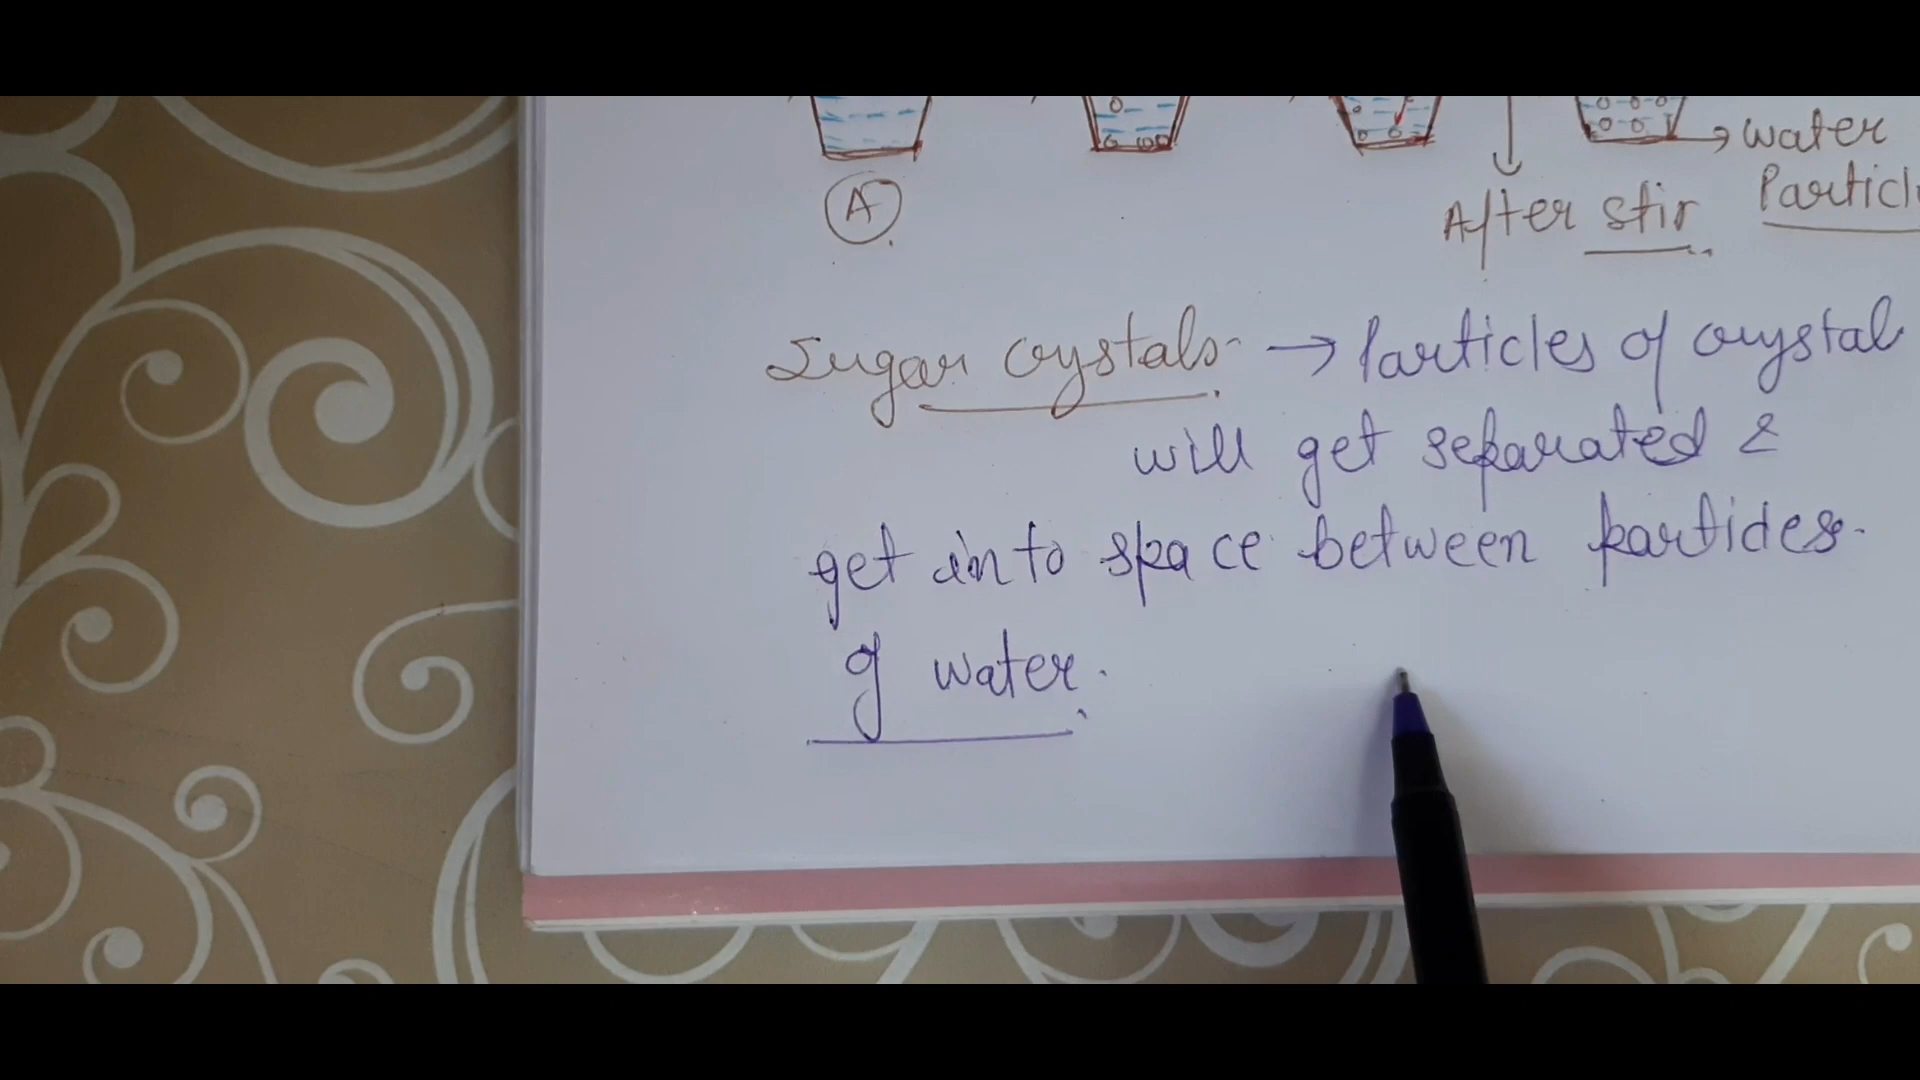 water
Particl
A
After stir
Sugar crystals → Particles of crystal
will get separated &
get into space between particles.
of water.